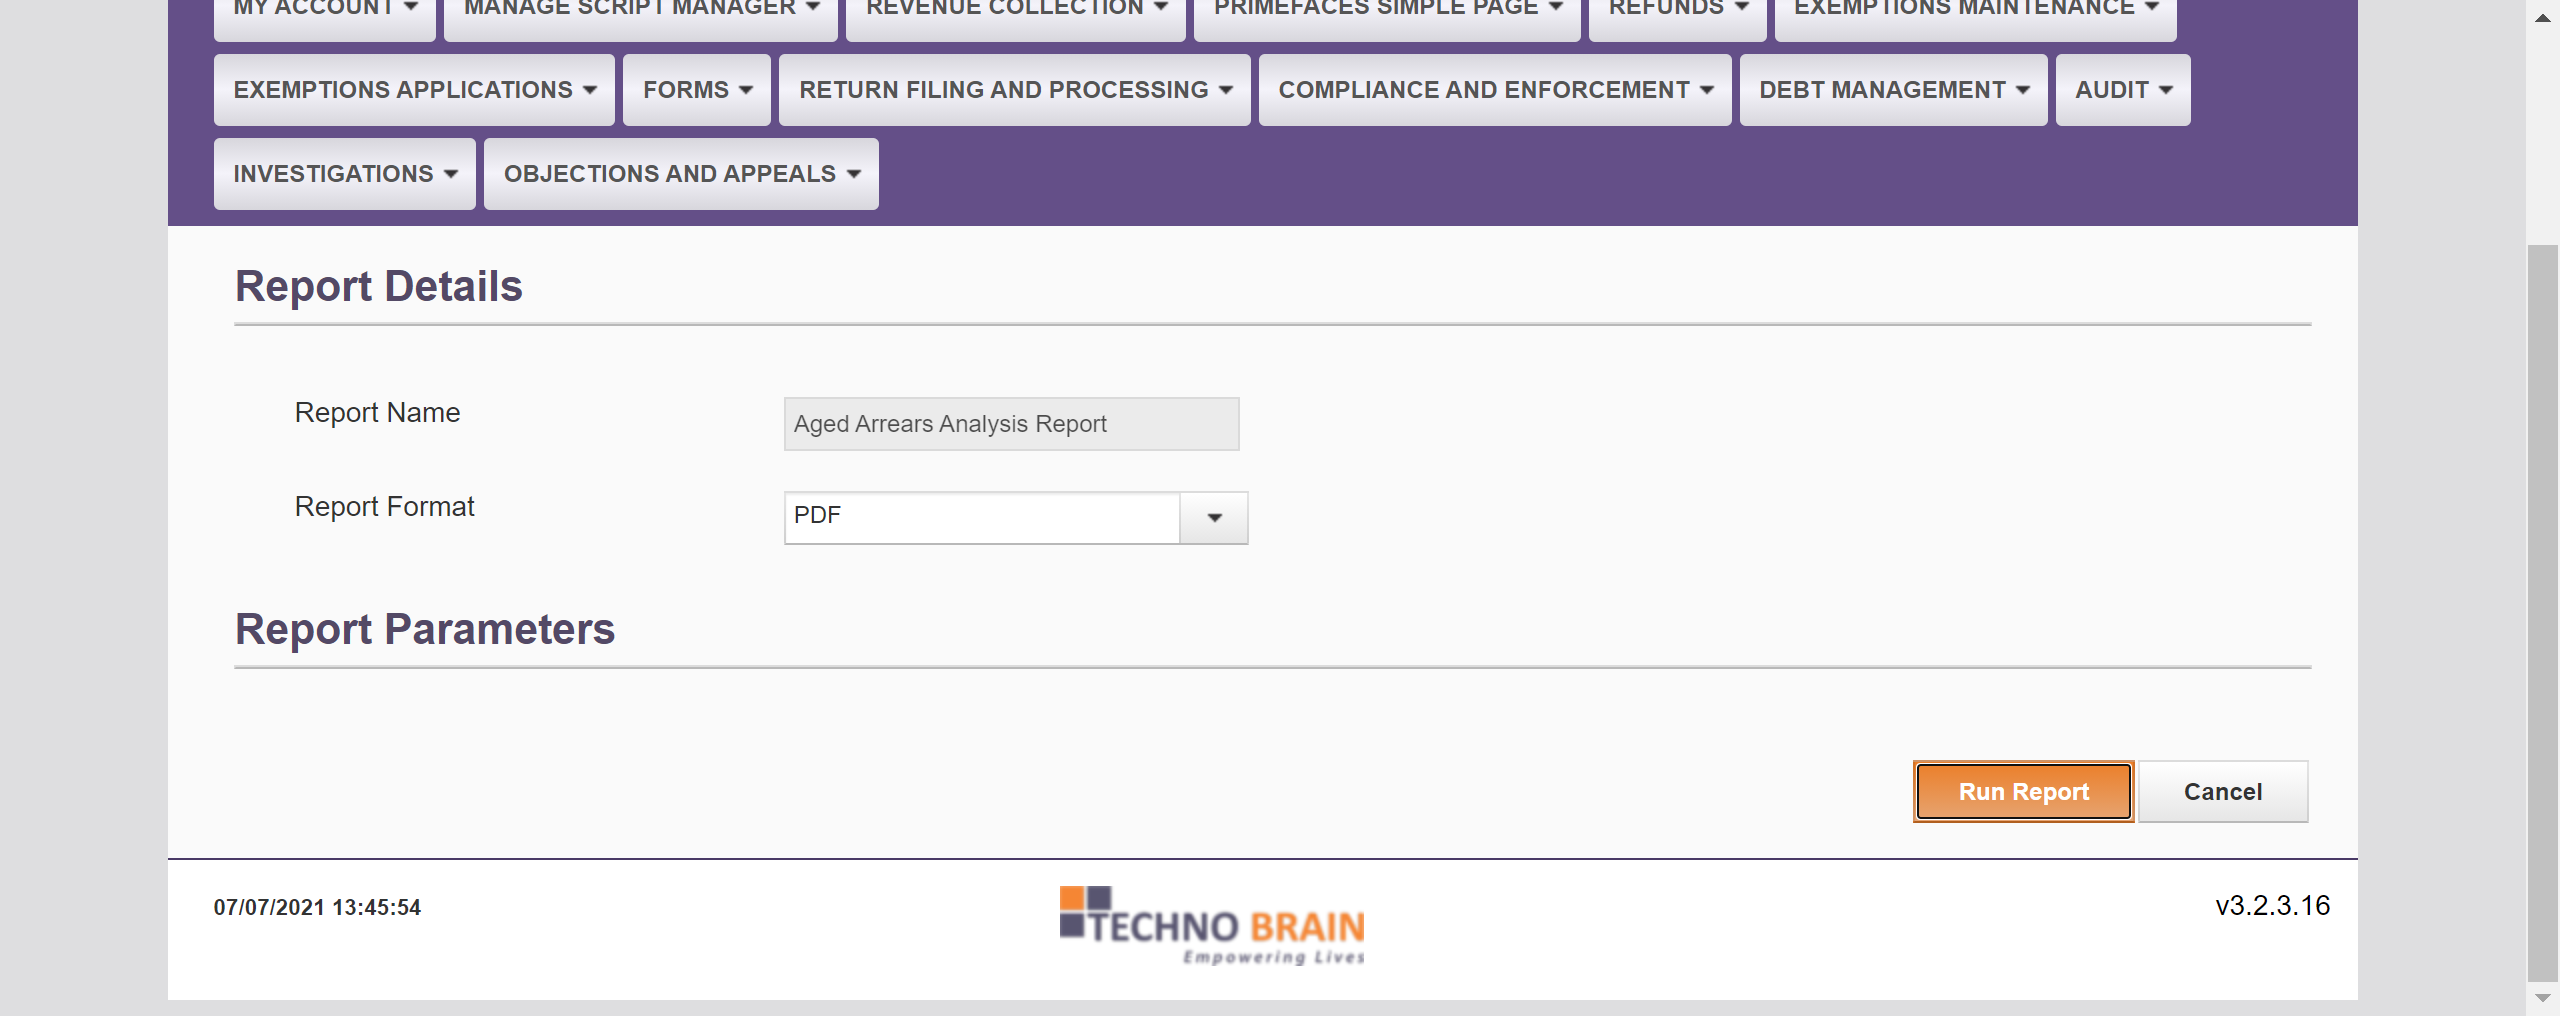 MY ACCOUNT MANAGE SCRIPT MANAGER REVENUE COLLECTION PRIMEFACES SIMPLE PAGE REFUNDS EXEMPTIONS MAINTENANCE
EXEMPTIONS APPLICATIONS FORMS RETURN FILING AND PROCESSING COMPLIANCE AND ENFORCEMENT DEBT MANAGEMENT AUDIT
INVESTIGATIONS OBJECTIONS AND APPEALS
Report Details
Report Name Aged Arrears Analysis Report
Report Format PDF
Report Parameters
Run Report Cancel
07/07/2021 13:45:54 TECHNO BRAIN v3.2.3.16
Empowering Lives